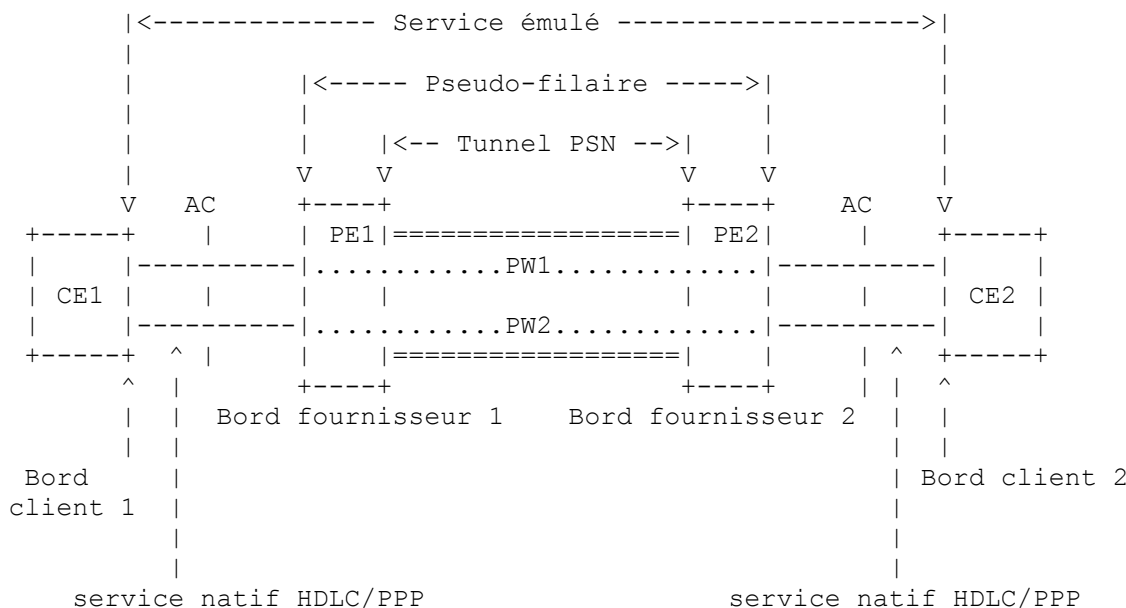 |<-------------- Service émulé ------------------->|
|                                                  |
|          |<----- Pseudo-filaire ----->|          |
|          |                            |          |
|          |    |<-- Tunnel PSN -->|    |          |
|          V    V                  V    V          |
V   AC     +----+                  +----+    AC    V
+-----+    |     | PE1|==================| PE2|     |    +-----+
|     |----------|............PW1.............|----------|     |
| CE1 |    |     |    |                  |    |     |    | CE2 |
|     |----------|............PW2.............|----------|     |
+-----+  ^ |     |    |==================|    |     | ^  +-----+
^  |       +----+                  +----+     | |  ^
|  | Bord fournisseur 1    Bord fournisseur 2 | |  |
|  |                                            |  |
Bord      |                                            | Bord client 2
client 1  |                                            |
|                                            |
|                                            |
service natif HDLC/PPP                   service natif HDLC/PPP